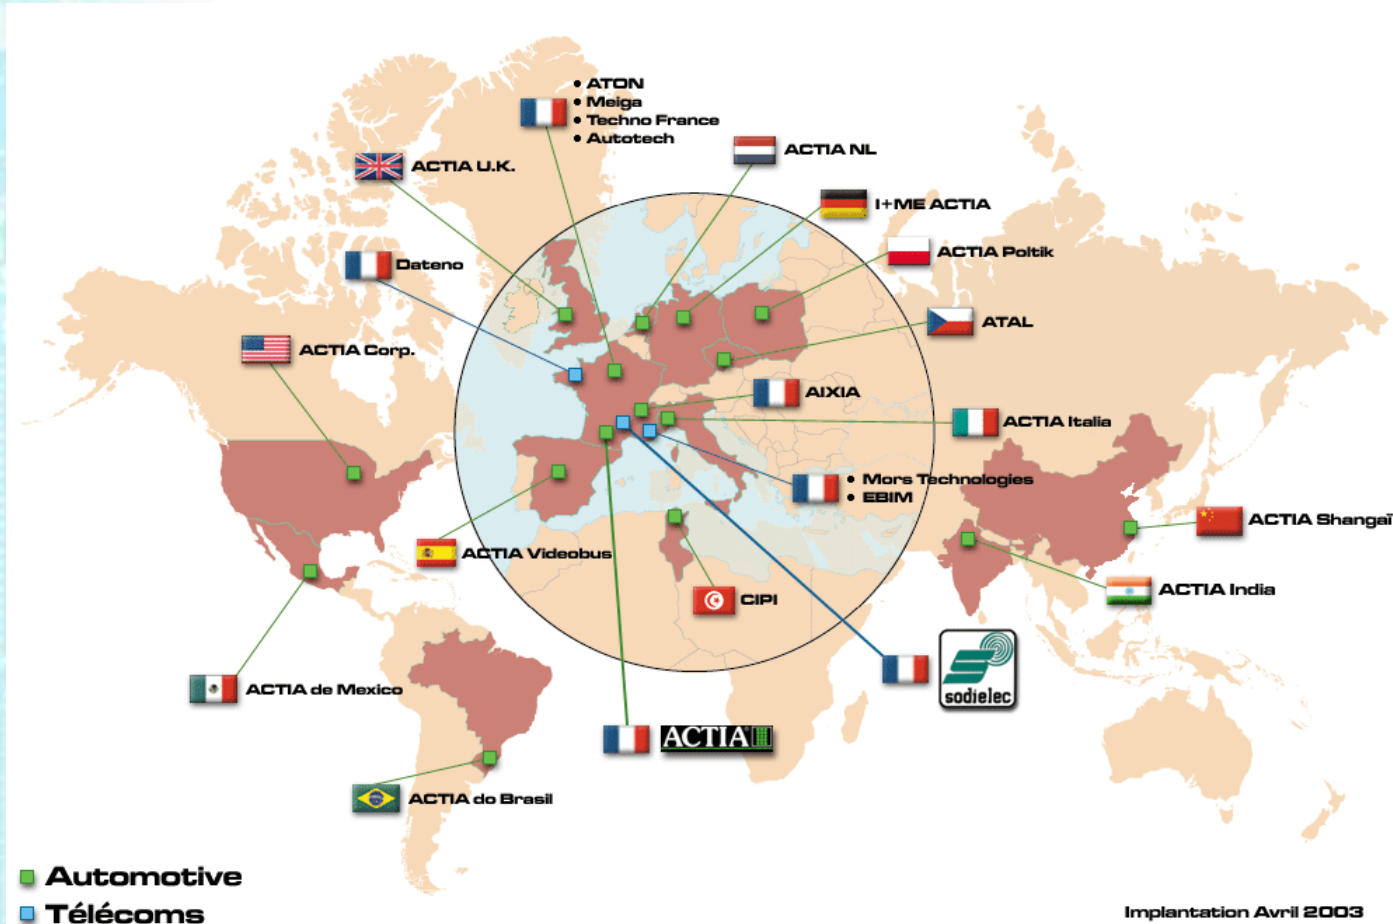 ATON
Meiga
Techno France
Autotech
ACTIA NL
ACTIA U.K.
I+ME ACTIA
ACTIA Poltik
Dateno
ATAL
ACTIA Corp.
AIXIA
ACTIA Italia
Mors Technologies
EBIM
ACTIA Shangaï
ACTIA Videobus
ACTIA India
CIPI
sodielec
ACTIA de Mexico
ACTIA
ACTIA do Brasil
Automotive
Télécoms
Implantation Avril 2003